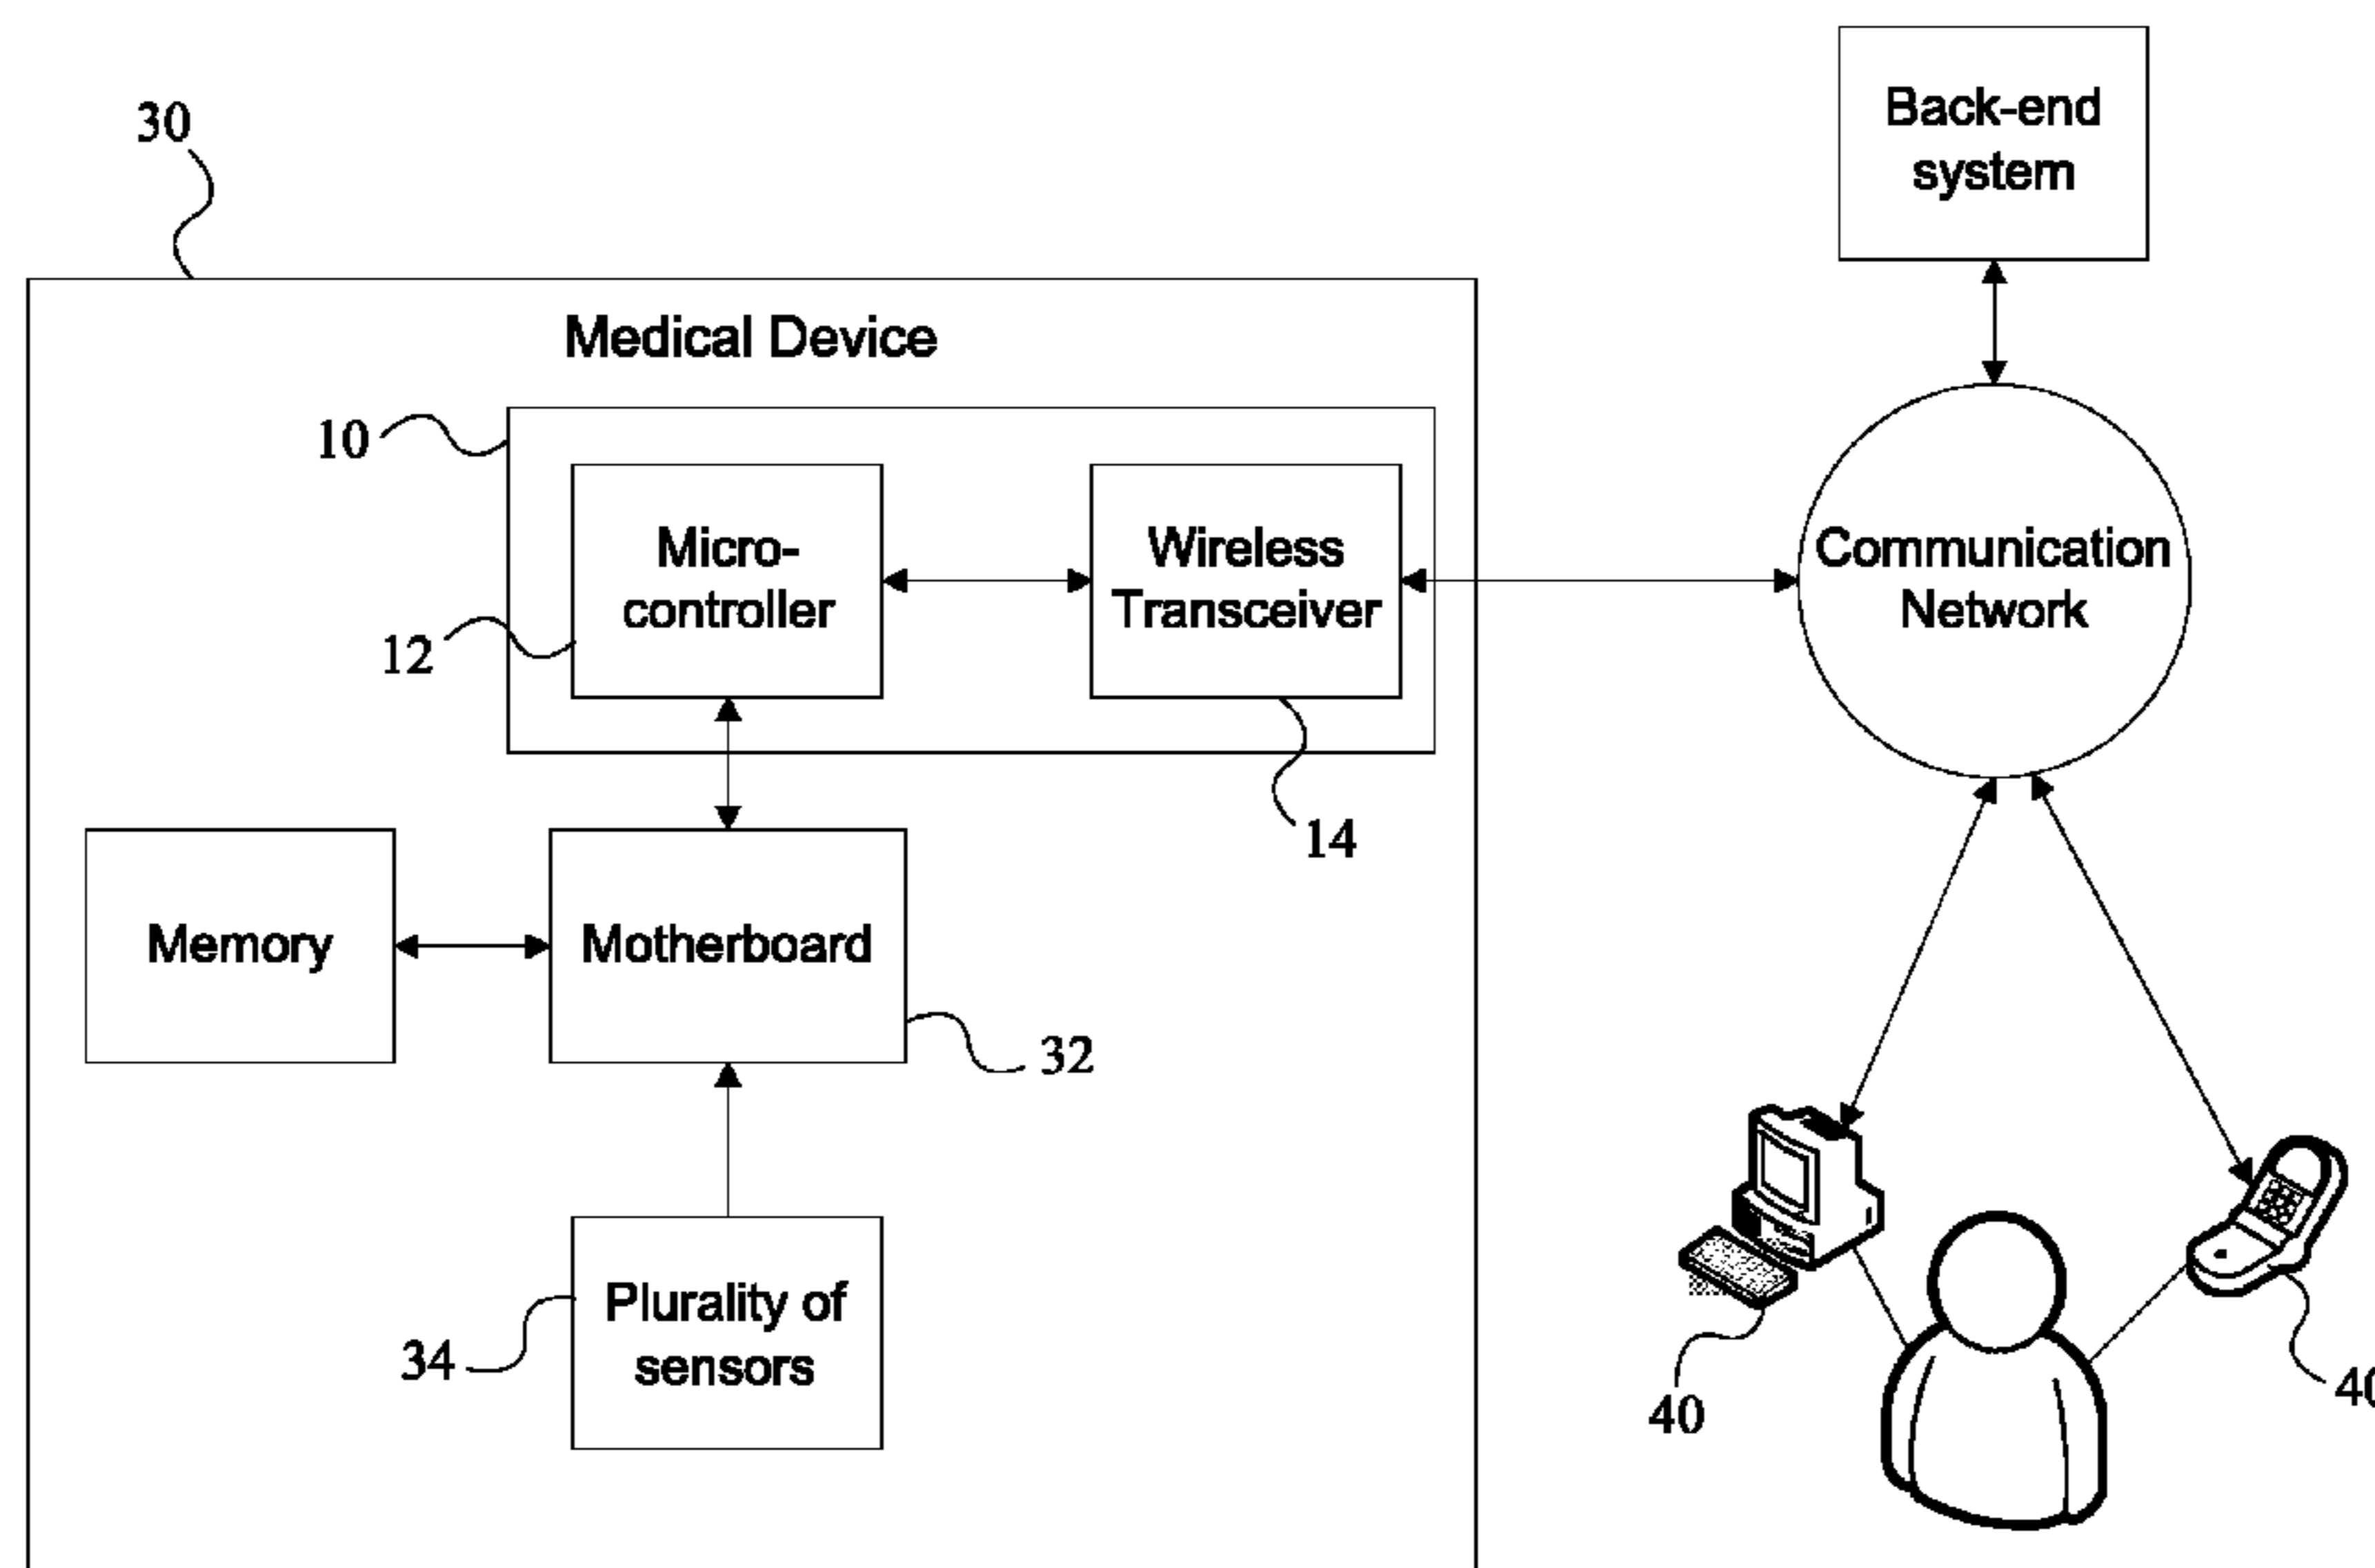 Back-end
system
30
Medical Device
10
Micro-
controller
Wireless
Transceiver
Communication
Network
12
14
Memory
Motherboard
32
Plurality of
sensors
34
40
40